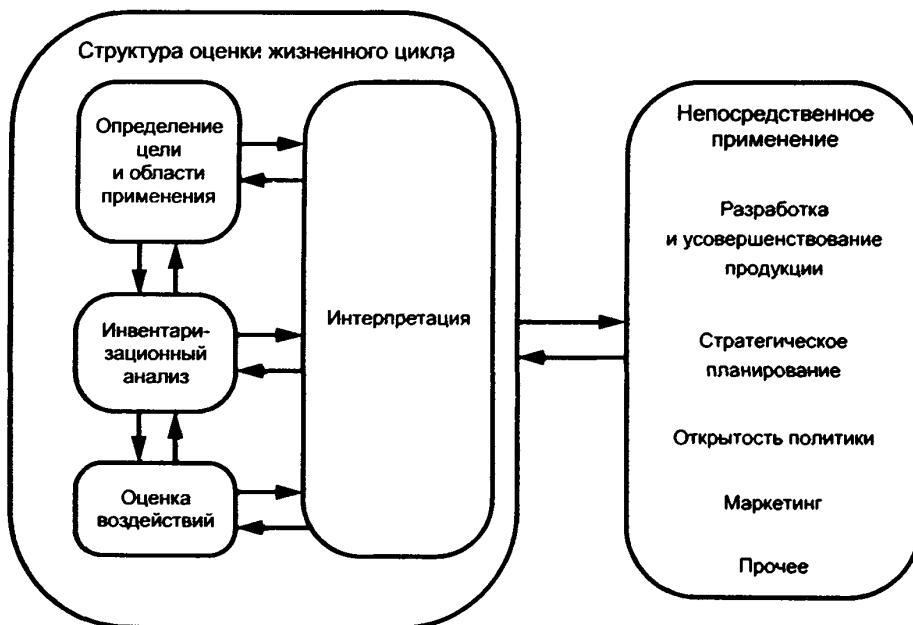 Структура оценки жизненного цикла
Определение
цели
и области
применения
Инвентари-
зационный
анализ
Оценка
воздействий
Интерпретация
Непосредственное
применение
Разработка
и усовершенствование
продукции
Стратегическое
планирование
Открытость политики
Маркетинг
Прочее